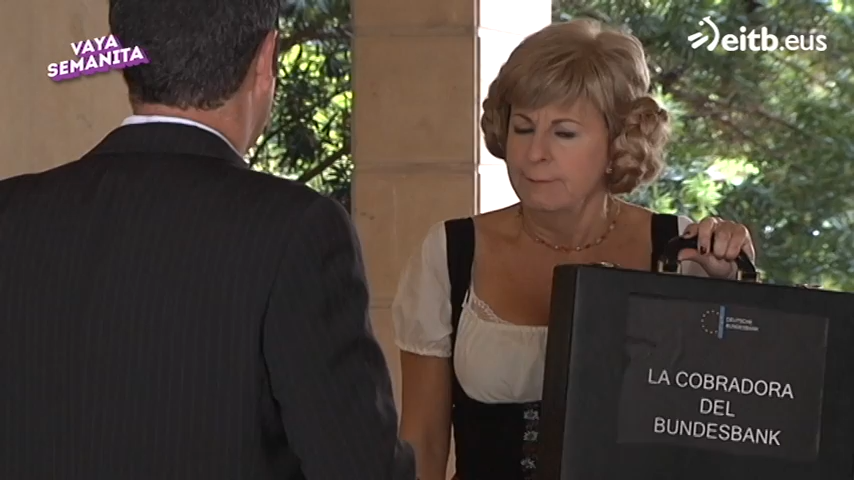 VAYA
SEMANITA
eitb.eus
DEUTSCHE
BUNDESBANK
LA COBRADORA
DEL
BUNDESBANK